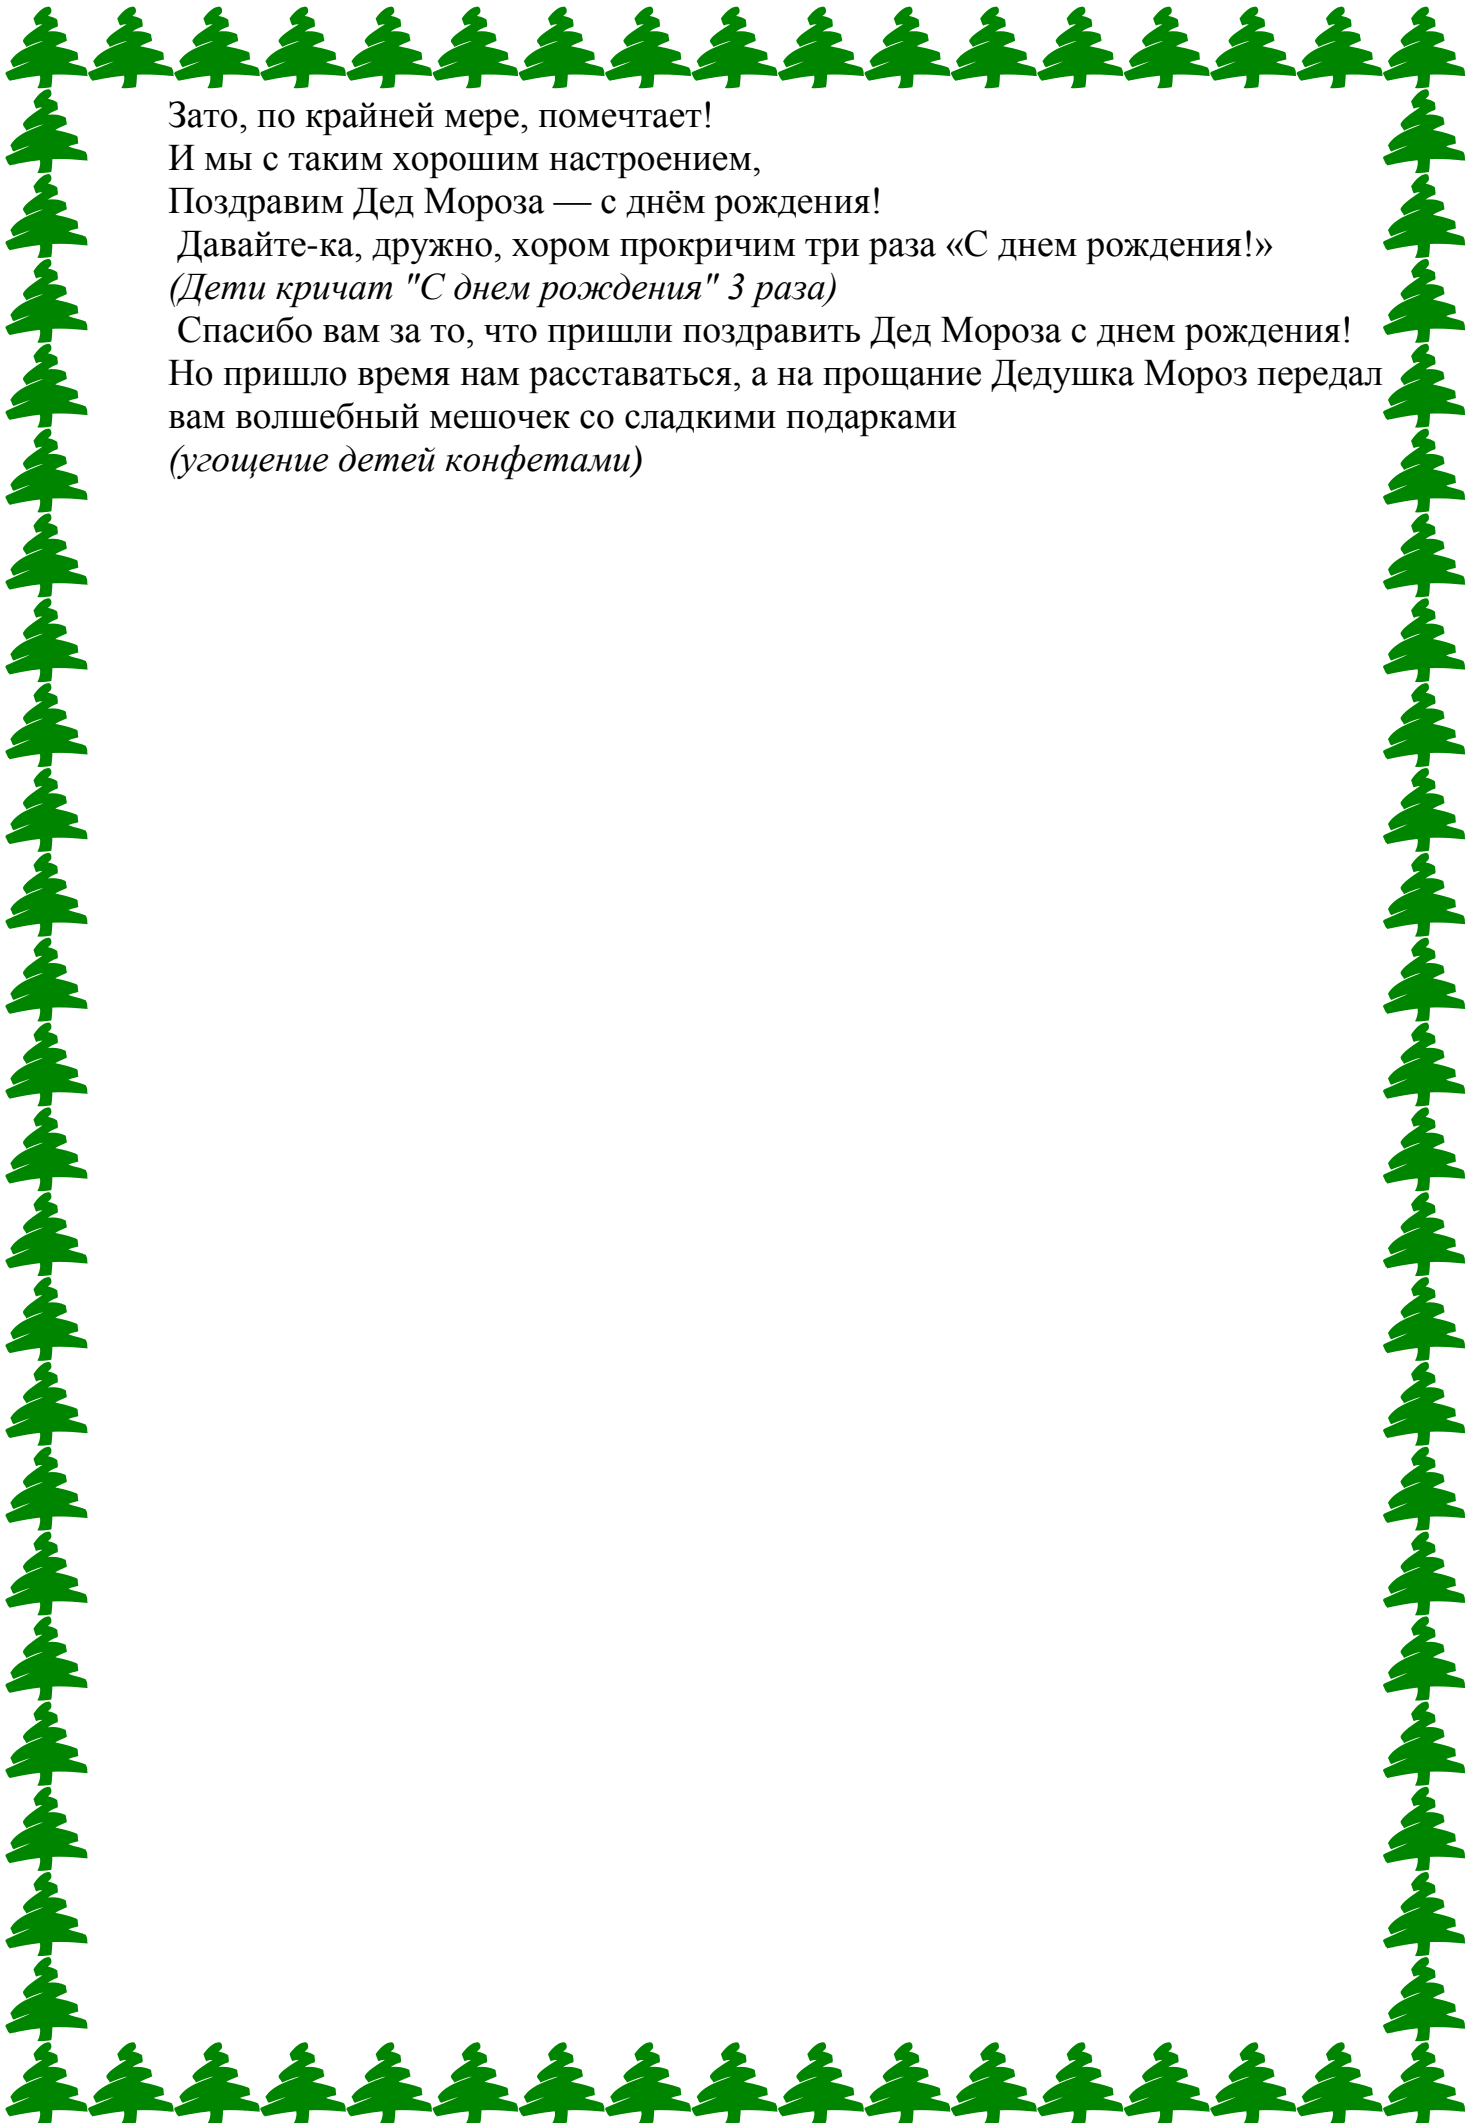 Зато, по крайней мере, помечтает!
И мы с таким хорошим настроением,
Поздравим Дед Мороза — с днём рождения!
Давайте-ка, дружно, хором прокричим три раза «С днем рождения!»
(Дети кричат "С днем рождения" 3 раза)
Спасибо вам за то, что пришли поздравить Дед Мороза с днем рождения!
Но пришло время нам расставаться, а на прощание Дедушка Мороз передал
вам волшебный мешочек со сладкими подарками
(угощение детей конфетами)